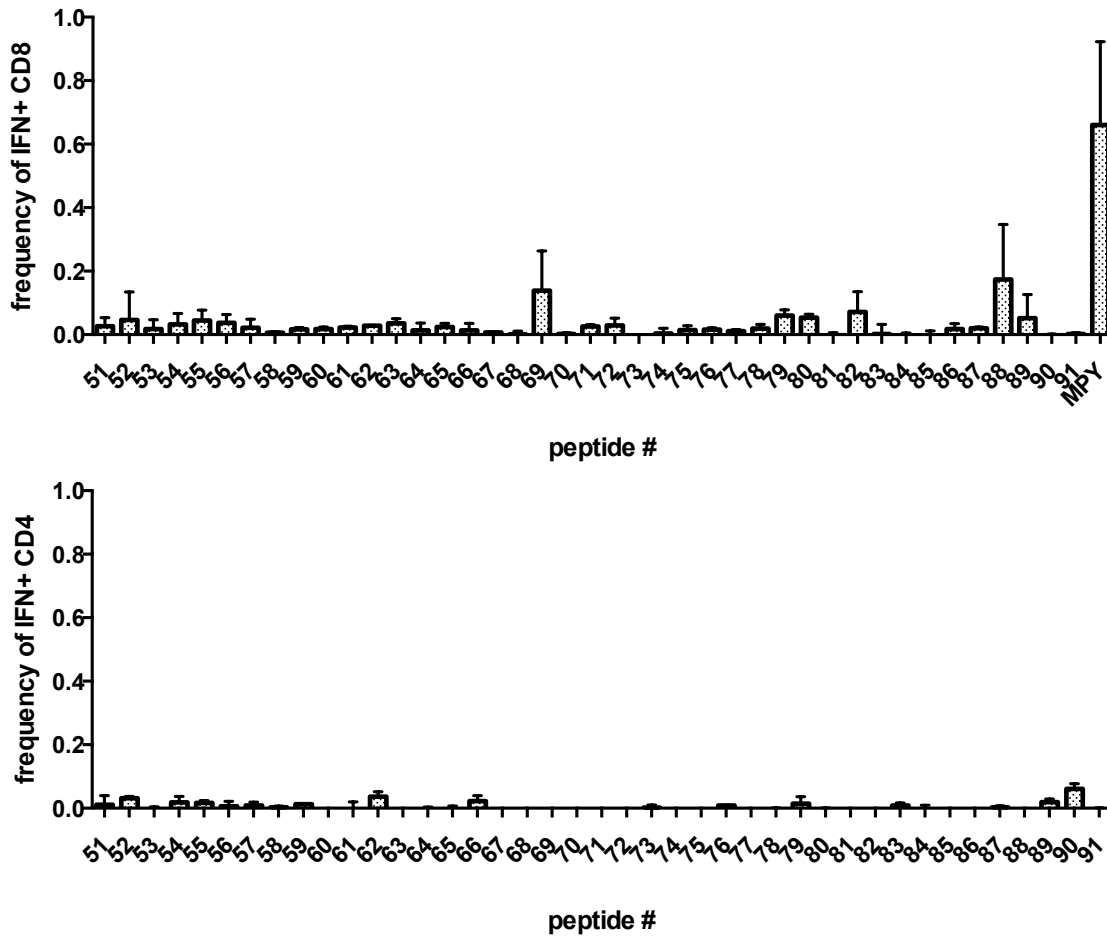 frequency of IFN+ CD8
1.0
0.8
0.6
0.4
0.2
0.0
51 52 53 54 55 56 57 58 59 60 61 62 63 64 65 66 67 68 69 70 71 72 73 74 75 76 77 78 79 80 81 82 83 84 85 86 87 88 89 90 91 MPY
peptide #
frequency of IFN+ CD4
1.0
0.8
0.6
0.4
0.2
0.0
51 52 53 54 55 56 57 58 59 60 61 62 63 64 65 66 67 68 69 70 71 72 73 74 75 76 77 78 79 80 81 82 83 84 85 86 87 88 89 90 91
peptide #